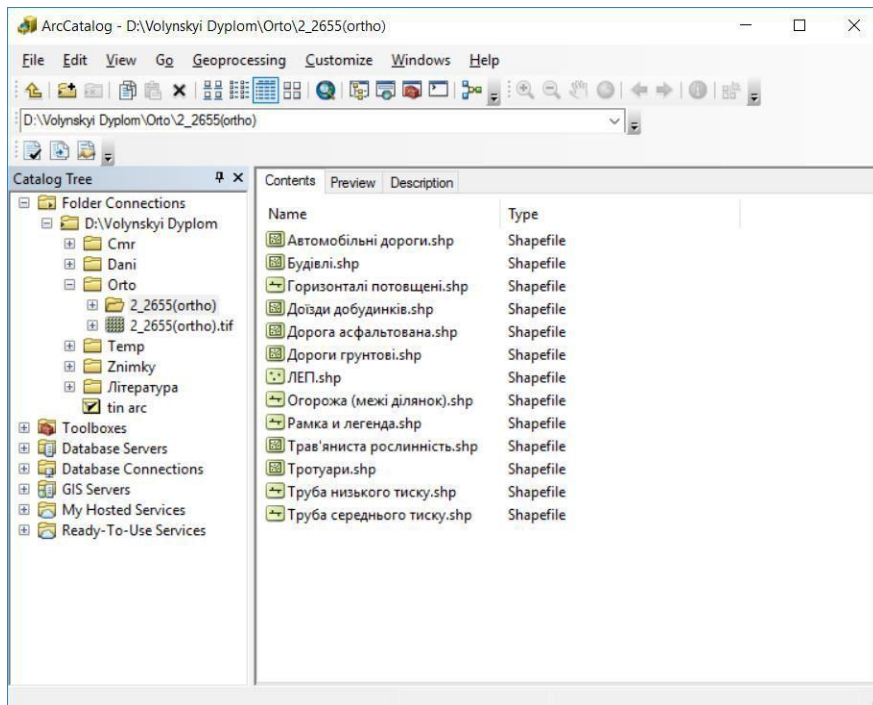 ArcCatalog - D:\Volynskyi Dyplom\Orto\2_2655(ortho)
File Edit View Go Geoprocessing Customize Windows Help
D:\Volynskyi Dyplom\Orto\2_2655(ortho)
Catalog Tree
Folder Connections
D:\Volynskyi Dyplom
Cmr
Dani
Orto
2_2655(ortho)
2_2655(ortho).tif
Temp
Znimky
Література
tin arc
Toolboxes
Database Servers
Database Connections
GIS Servers
My Hosted Services
Ready-To-Use Services
Contents Preview Description
Name Type
Автомобільні дороги.shp Shapefile
Будівлі.shp Shapefile
Горизонталі потовщені.shp Shapefile
Доїзди добудинків.shp Shapefile
Дорога асфальтована.shp Shapefile
Дороги грунтові.shp Shapefile
ЛЕП.shp Shapefile
Огорожа (межі ділянок).shp Shapefile
Рамка и легенда.shp Shapefile
Трав'яниста рослинність.shp Shapefile
Тротуари.shp Shapefile
Труба низького тиску.shp Shapefile
Труба середнього тиску.shp Shapefile